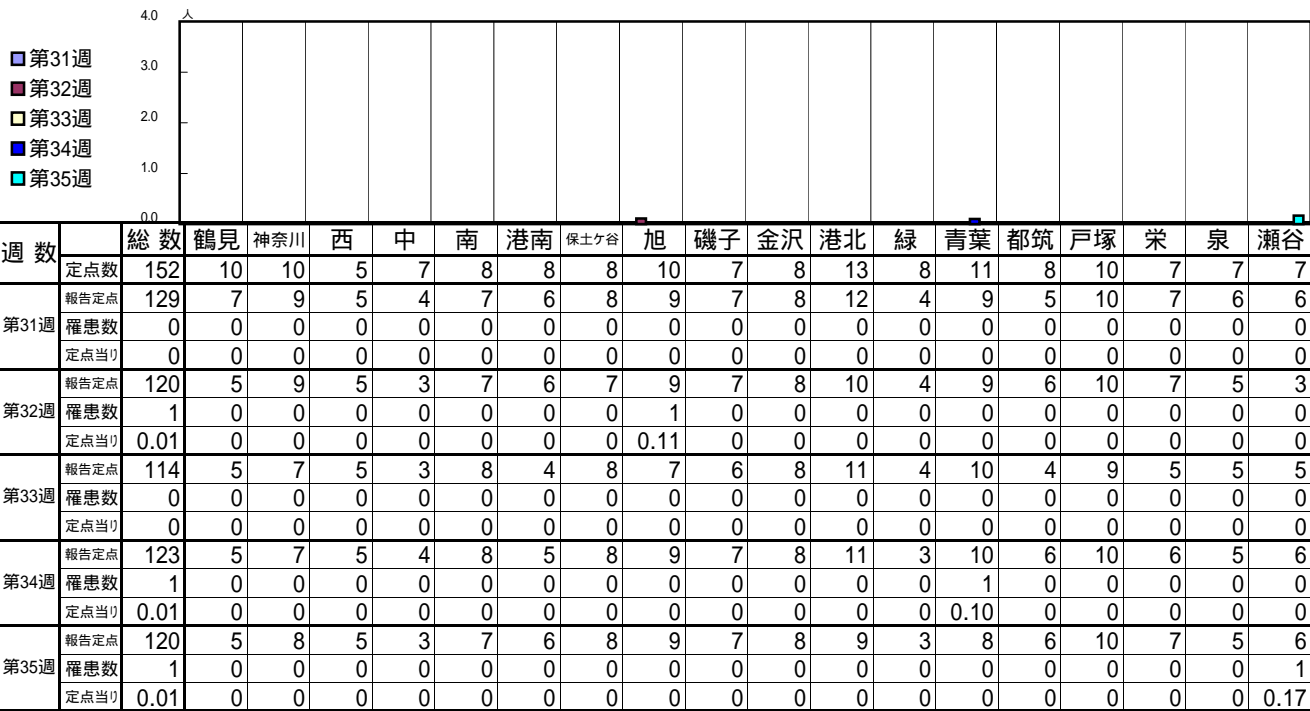 4.0 人
第31週
3.0
第32週
第33週
2.0
第34週
1.0
第35週
0.0
週 数 総 数 鶴見 神奈川 西 中 南 港南 保土ケ谷 旭 磯子 金沢 港北 緑 青葉 都筑 戸塚 栄 泉 瀬谷
定点数 152 10 10 5 7 8 8 8 10 7 8 13 8 11 8 10 7 7 7
第31週 報告定点 129 7 9 5 4 7 6 8 9 7 8 12 4 9 5 10 7 6 6
罹患数 0 0 0 0 0 0 0 0 0 0 0 0 0 0 0 0 0 0 0
定点当り 0 0 0 0 0 0 0 0 0 0 0 0 0 0 0 0 0 0 0
第32週 報告定点 120 5 9 5 3 7 6 7 9 7 8 10 4 9 6 10 7 5 3
罹患数 1 0 0 0 0 0 0 0 1 0 0 0 0 0 0 0 0 0 0
定点当り 0.01 0 0 0 0 0 0 0 0.11 0 0 0 0 0 0 0 0 0 0
第33週 報告定点 114 5 7 5 3 8 4 8 7 6 8 11 4 10 4 9 5 5 5
罹患数 0 0 0 0 0 0 0 0 0 0 0 0 0 0 0 0 0 0 0
定点当り 0 0 0 0 0 0 0 0 0 0 0 0 0 0 0 0 0 0 0
第34週 報告定点 123 5 7 5 4 8 5 8 9 7 8 11 3 10 6 10 6 5 6
罹患数 1 0 0 0 0 0 0 0 0 0 0 0 0 1 0 0 0 0 0
定点当り 0.01 0 0 0 0 0 0 0 0 0 0 0 0 0.10 0 0 0 0 0
第35週 報告定点 120 5 8 5 3 7 6 8 9 7 8 9 3 8 6 10 7 5 6
罹患数 1 0 0 0 0 0 0 0 0 0 0 0 0 0 0 0 0 0 1
定点当り 0.01 0 0 0 0 0 0 0 0 0 0 0 0 0 0 0 0 0 0.17